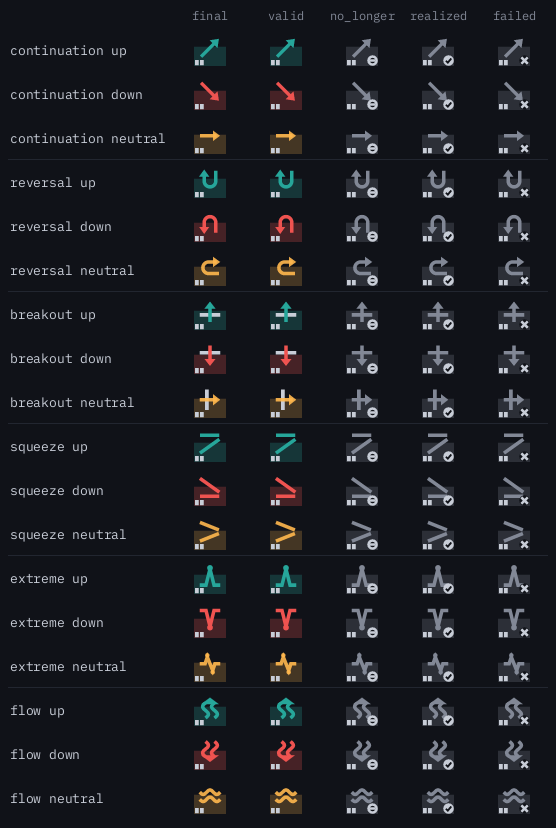 final valid no_longer realized failed
continuation up
continuation down
continuation neutral
reversal up
reversal down
reversal neutral
breakout up
breakout down
breakout neutral
squeeze up
squeeze down
squeeze neutral
extreme up
extreme down
extreme neutral
flow up
flow down
flow neutral